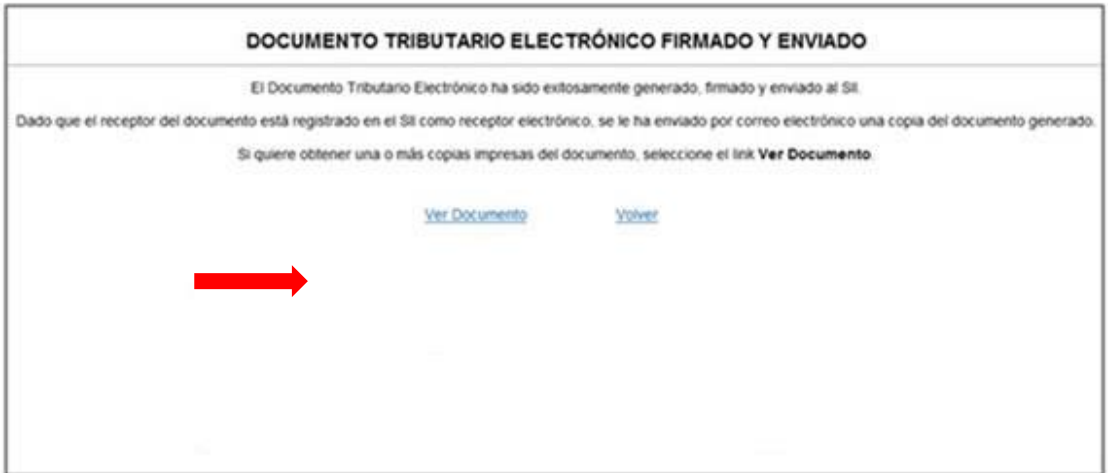 DOCUMENTO TRIBUTARIO ELECTRÓNICO FIRMADO Y ENVIADO
El Documento Tributario Electrónico ha sido exitosamente generado, firmado y enviado al SII.
Dado que el receptor del documento está registrado en el SII como receptor electrónico, se le ha enviado por correo electrónico una copia del documento generado.
Si quiere obtener una o más copias impresas del documento, seleccione el link Ver Documento.
Ver Documento Volver